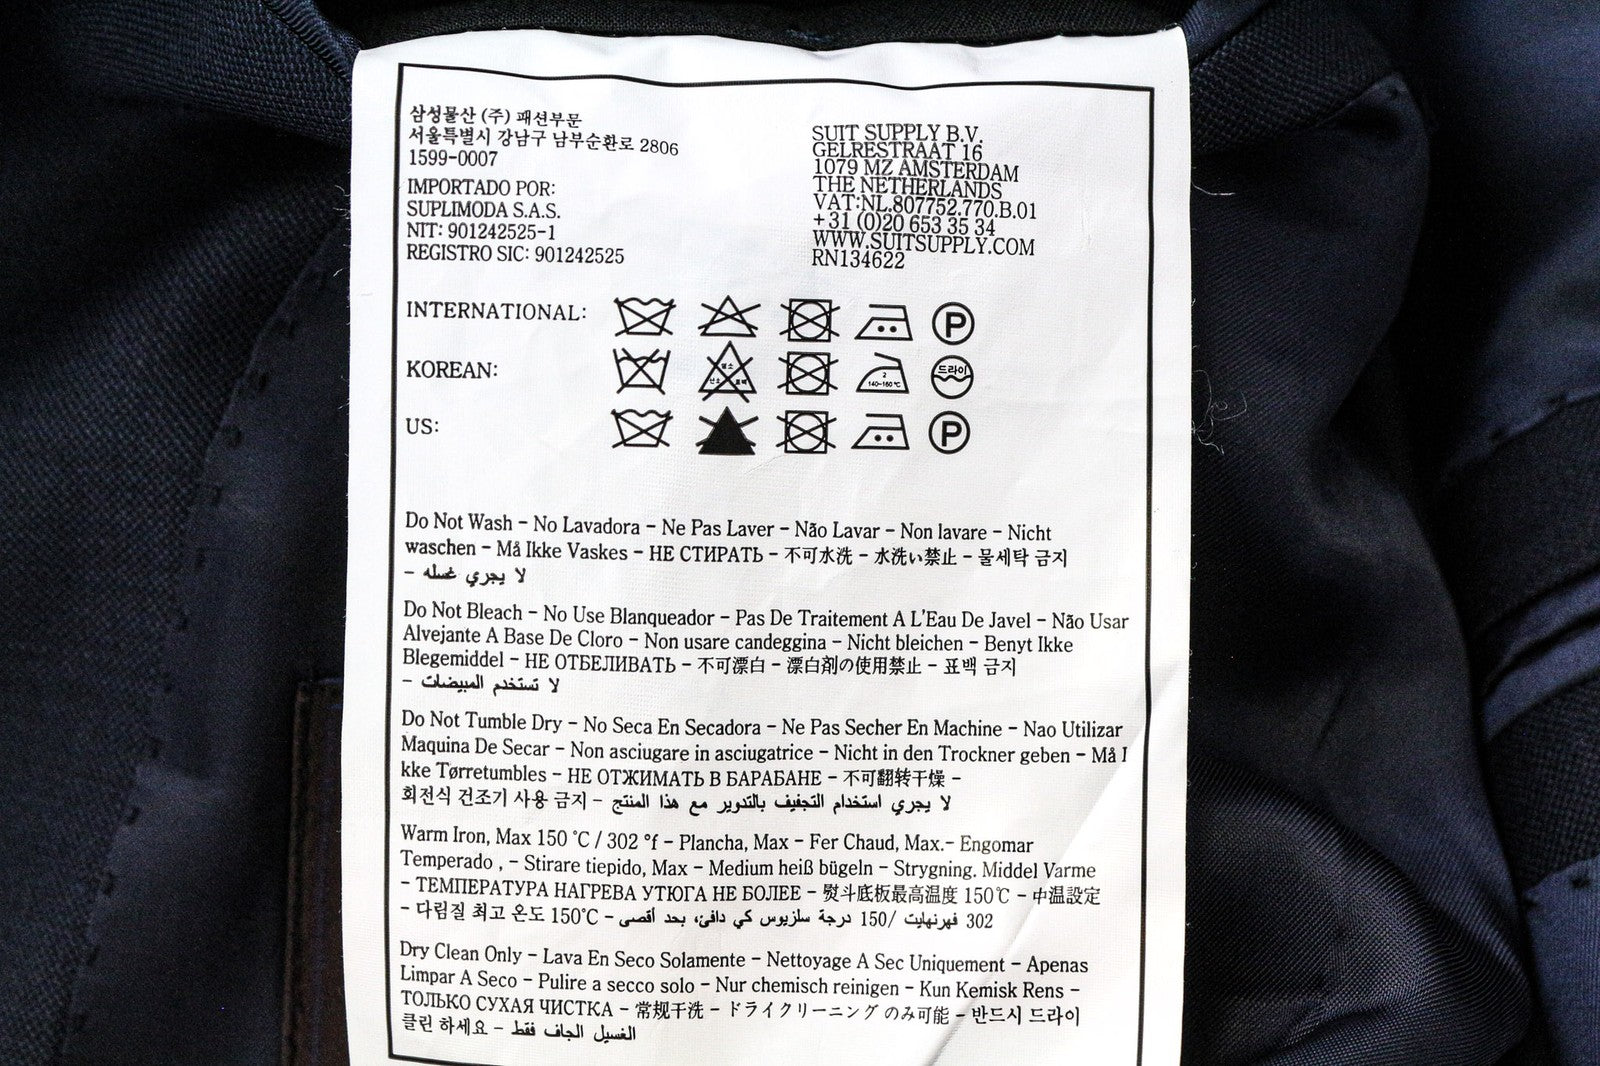 삼성물산 (주) 패션부문
서울특별시 강남구 남부순환로 2806
1599-0007
IMPORTADO POR:
SUPLIMODA S.A.S.
NIT: 901242525-1
REGISTRO SIC: 901242525
SUIT SUPPLY B.V.
GELRESTRAAT 16
1079 MZ AMSTERDAM
THE NETHERLANDS
VAT:NL.807752.770.B.01
+31 (0)20 653 35 34
WWW.SUITSUPPLY.COM
RN134622
INTERNATIONAL:
P
KOREAN:
염소
산소 표백
2
140~160℃
드라이
US:
P
Do Not Wash - No Lavadora - Ne Pas Laver - Não Lavar - Non lavare - Nicht
waschen - Må Ikke Vaskes - НЕ СТИРАТЬ - 不可水洗 - 水洗い禁止 - 물세탁 금지
- لا يجري غسله
Do Not Bleach - No Use Blanqueador - Pas De Traitement A L'Eau De Javel - Não Usar
Alvejante A Base De Cloro - Non usare candeggina - Nicht bleichen - Benyt Ikke
Blegemiddel - НЕ ОТБЕЛИВАТЬ - 不可漂白 - 漂白剤の使用禁止 - 표백 금지
- لا تستخدم المبيضات
Do Not Tumble Dry - No Seca En Secadora - Ne Pas Secher En Machine - Nao Utilizar
Maquina De Secar - Non asciugare in asciugatrice - Nicht in den Trockner geben - Må I
kke Tørretumbles - НЕ ОТЖИМАТЬ В БАРАБАНЕ - 不可翻转干燥 -
회전식 건조기 사용 금지 - لا يجري استخدام التجفيف بالتدوير مع هذا المنتج
Warm Iron, Max 150 °C / 302 °f - Plancha, Max - Fer Chaud, Max.- Engomar
Temperado , - Stirare tiepido, Max - Medium heiß bügeln - Strygning. Middel Varme
- ТЕМПЕРАТУРА НАГРЕВА УТЮГА НЕ БОЛЕЕ - 熨斗底板最高温度 150℃ - 中温設定
- 다림질 최고 온도 150℃ - 302 فهرنهايت /150 درجة سلزيوس كي دافئ، بحد أقصى
Dry Clean Only - Lava En Seco Solamente - Nettoyage A Sec Uniquement - Apenas
Limpar A Seco - Pulire a secco solo - Nur chemisch reinigen - Kun Kemisk Rens -
ТОЛЬКО СУХАЯ ЧИСТКА - 常规干洗 - ドライクリーニング のみ可能 - 반드시 드라이
클린 하세요 - الغسيل الجاف فقط